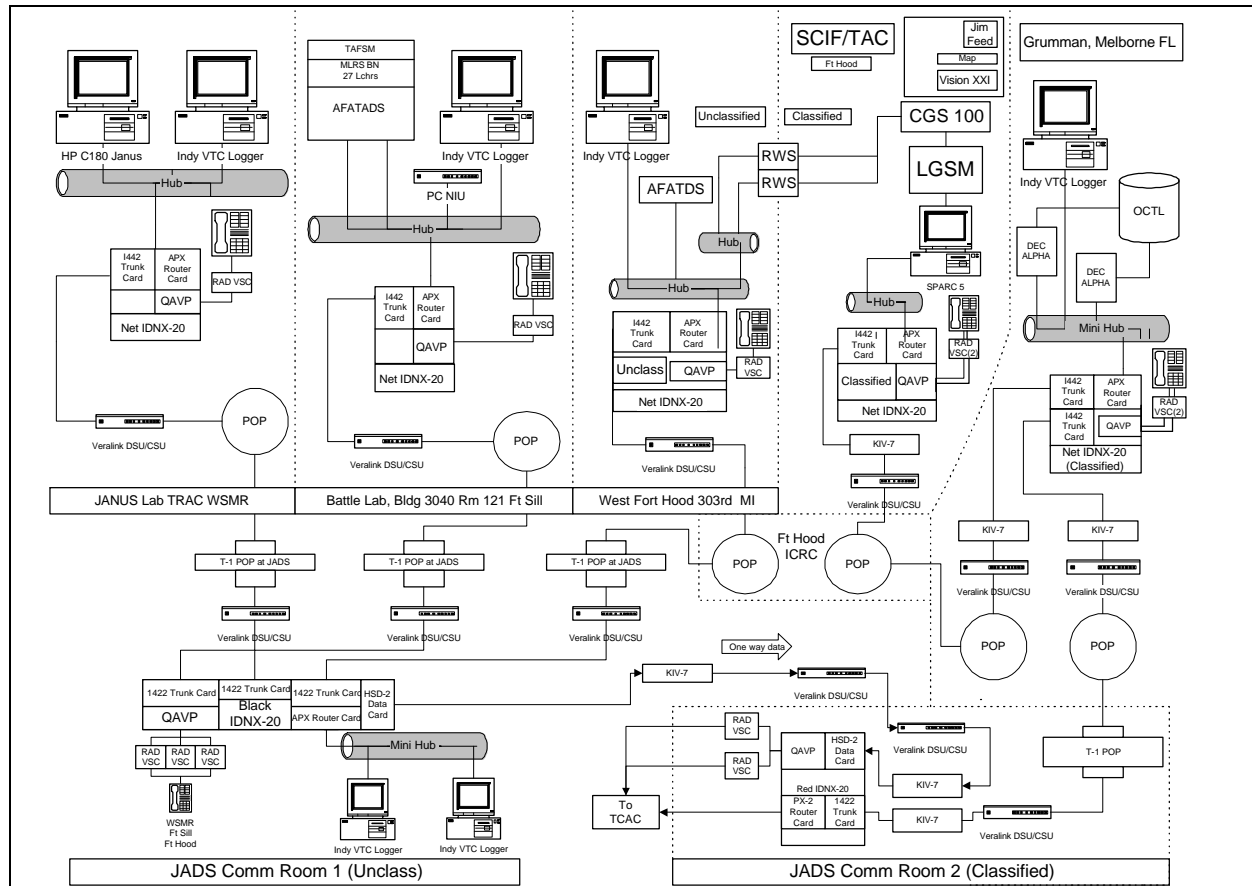 HP C180 Janus
Indy VTC Logger
Hub
I442
Trunk
Card
APX
Router
Card
QAVP
RAD VSC
Net IDNX-20
Veralink DSU/CSU
POP
JANUS Lab TRAC WSMR
TAFSM
MLRS BN
27 Lchrs
AFATADS
Indy VTC Logger
PC NIU
Hub
I442
Trunk
Card
APX
Router
Card
QAVP
RAD VSC
Net IDNX-20
Veralink DSU/CSU
POP
Battle Lab, Bldg 3040 Rm 121 Ft Sill
Indy VTC Logger
Unclassified
AFATDS
RWS
RWS
Hub
Hub
I442
Trunk
Card
APX
Router
Card
Unclass
QAVP
RAD
VSC
Net IDNX-20
Veralink DSU/CSU
West Fort Hood 303rd MI
SCIF/TAC
Ft Hood
Jim
Feed
Map
Vision XXI
Classified
CGS 100
LGSM
SPARC 5
Hub
I442
Trunk
Card
APX
Router
Card
Classified
QAVP
RAD
VSC(2)
Net IDNX-20
KIV-7
Veralink DSU/CSU
Ft Hood
ICRC
POP
POP
Grumman, Melborne FL
Indy VTC Logger
OCTL
DEC
ALPHA
DEC
ALPHA
Mini Hub
I442
Trunk
Card
APX
Router
Card
I442
Trunk
Card
QAVP
RAD
VSC(2)
Net IDNX-20
(Classified)
KIV-7
KIV-7
Veralink DSU/CSU
Veralink DSU/CSU
POP
POP
T-1 POP at JADS
T-1 POP at JADS
T-1 POP at JADS
Veralink DSU/CSU
Veralink DSU/CSU
Veralink DSU/CSU
One way data
1422 Trunk Card
1422 Trunk Card
1422 Trunk Card
HSD-2
Data
Card
QAVP
Black
IDNX-20
APX Router Card
RAD
VSC
RAD
VSC
RAD
VSC
WSMR
Ft Sill
Ft Hood
Mini Hub
Indy VTC Logger
Indy VTC Logger
JADS Comm Room 1 (Unclass)
KIV-7
Veralink DSU/CSU
RAD
VSC
RAD
VSC
QAVP
HSD-2
Data
Card
Red IDNX-20
PX-2
Router
Card
1422
Trunk
Card
To
TCAC
Veralink DSU/CSU
KIV-7
KIV-7
Veralink DSU/CSU
T-1 POP
JADS Comm Room 2 (Classified)